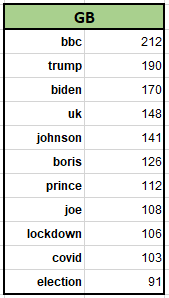 GB
bbc 212
trump 190
biden 170
uk 148
johnson 141
boris 126
prince 112
joe 108
lockdown 106
covid 103
election 91